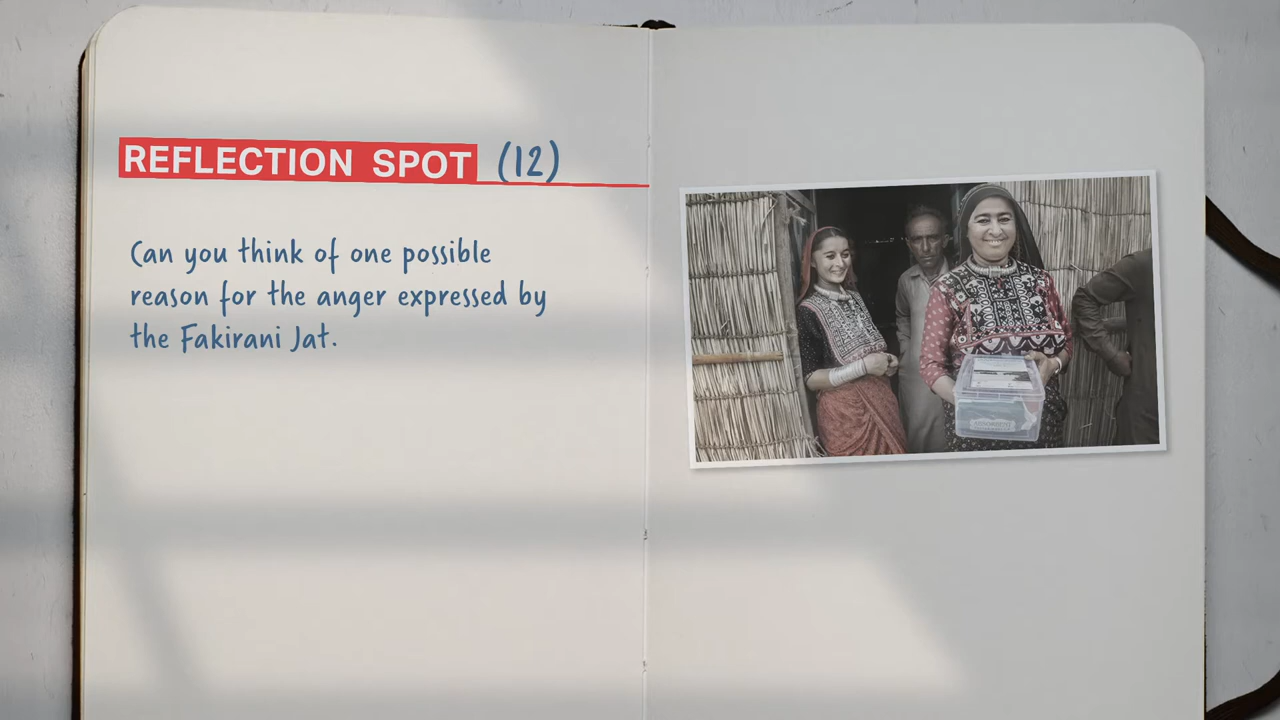 REFLECTION SPOT (12)
Can you think of one possible
reason for the anger expressed by
the Fakirani Jat.